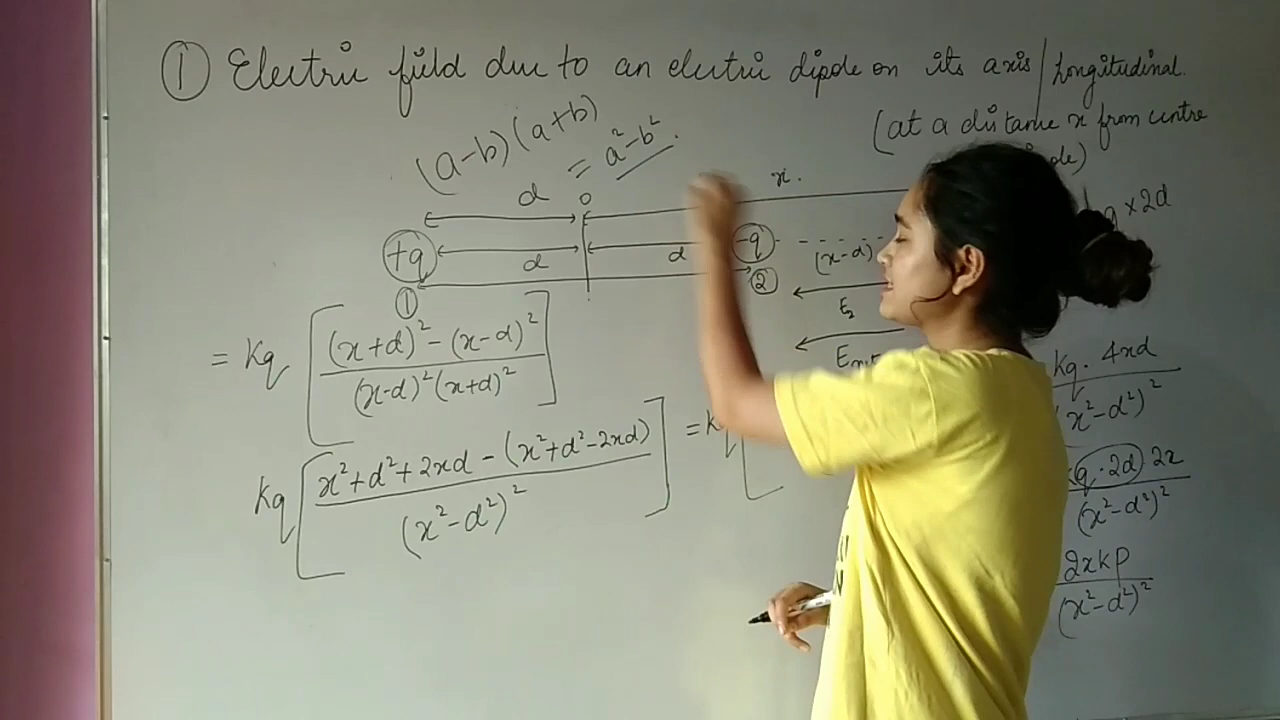 ① Electric field due to an electric dipole on its axis / Longitudinal.
(at a distance x from centre
(a-b)(a+b)
= a²-b².
d o x.
+q d d -q (x-d) q × 2d
① ②
E₂
= Kq [ (x+d)² - (x-d)² / (x-d)² (x+d)² ]
Kq [ x²+d²+2xd - (x²+d²-2xd) / (x²-d²)² ] = K
Kq. 4xd / (x²-d²)²
(q·2d) 2x / (x²-d²)²
2xKp / (x²-d²)²